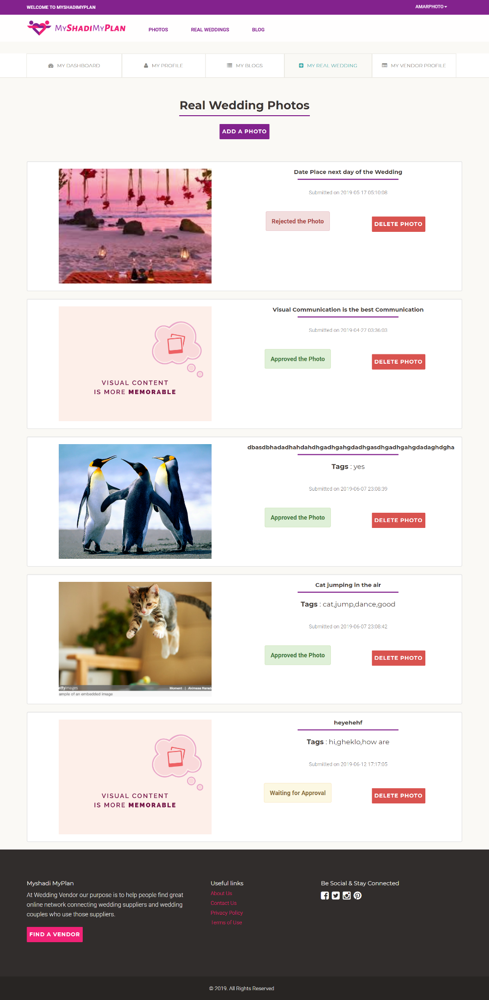 WELCOME TO MYSHADIMYPLAN
AMARPHOTO
MYSHADIMYPLAN
PHOTOS
REAL WEDDINGS
BLOG
MY DASHBOARD
MY PROFILE
MY BLOGS
MY REAL WEDDING
MY VENDOR PROFILE
Real Wedding Photos
ADD A PHOTO
Date Place next day of the Wedding
Submitted on 2019-05-17 05:10:08
Rejected the Photo
DELETE PHOTO
Visual Communication is the best Communication
Submitted on 2019-04-27 03:36:03
VISUAL CONTENT
IS MORE MEMORABLE
Approved the Photo
DELETE PHOTO
dbasdbhadadhahdahdhgadhgahgdadhgasdhgadhgahgdadaghdgha
Tags : yes
Submitted on 2019-06-07 23:08:39
Approved the Photo
DELETE PHOTO
Cat jumping in the air
Tags : cat,jump,dance,good
Submitted on 2019-06-07 23:08:42
Approved the Photo
DELETE PHOTO
ettyimages
Moment | Akimasa Harad
ample of an embedded image
heyehehf
Tags : hi,gheklo,how are
Submitted on 2019-06-12 17:17:05
VISUAL CONTENT
IS MORE MEMORABLE
Waiting for Approval
DELETE PHOTO
Myshadi MyPlan
At Wedding Vendor our purpose is to help people find great
online network connecting wedding suppliers and wedding
couples who use those suppliers.
FIND A VENDOR
Useful links
About Us
Contact Us
Privacy Policy
Terms of Use
Be Social & Stay Connected
© 2019. All Rights Reserved